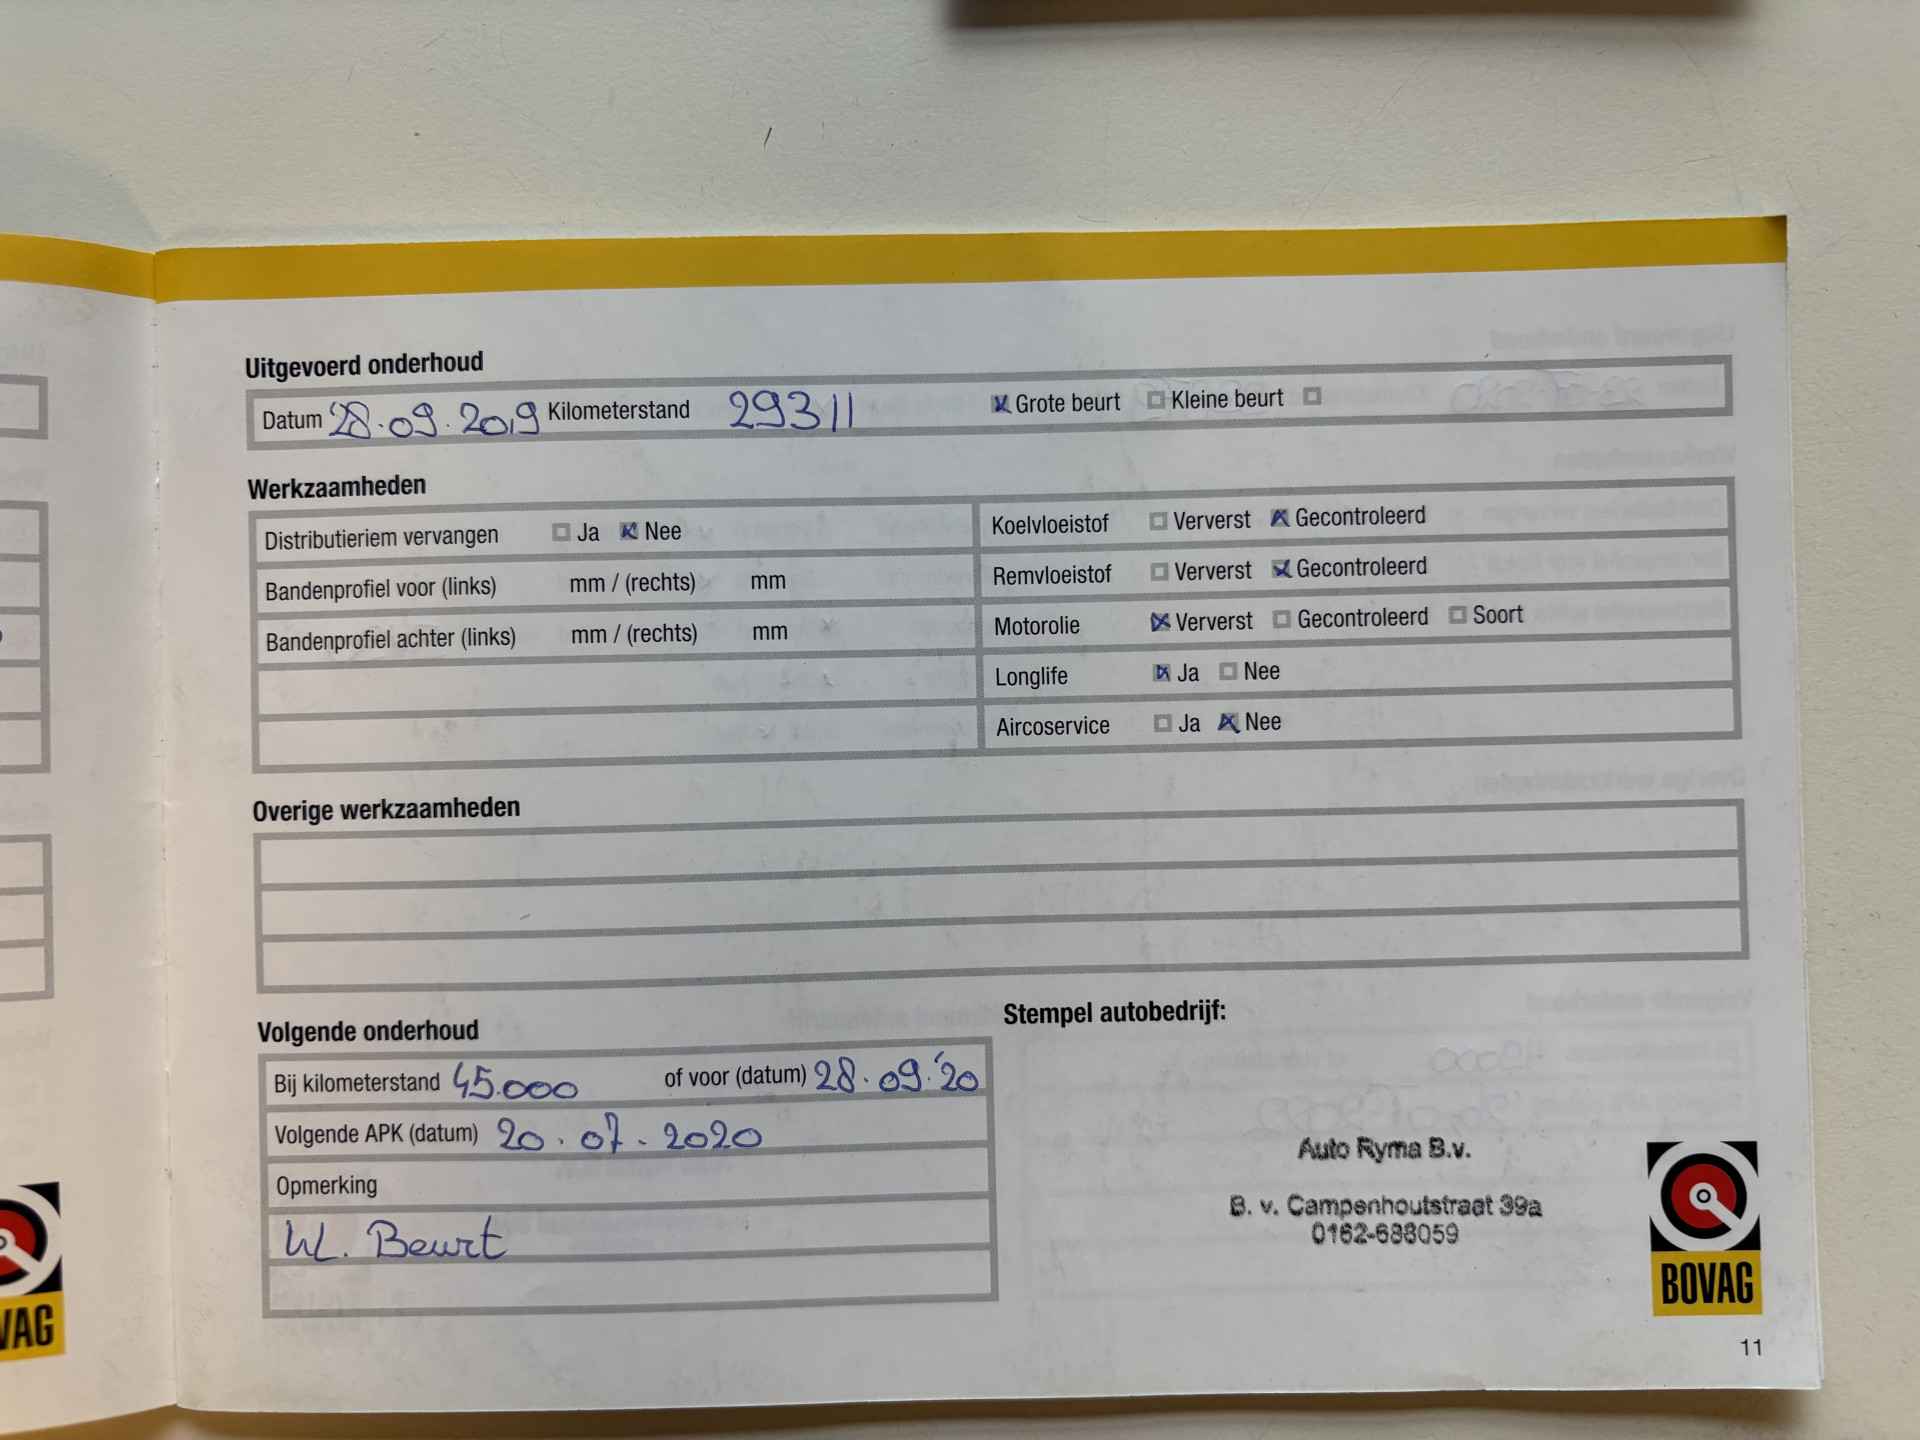 Uitgevoerd onderhoud
Datum 28.09.2019 Kilometerstand 29311 Grote beurt Kleine beurt
Werkzaamheden
Distributieriem vervangen Ja Nee
Bandenprofiel voor (links) mm / (rechts) mm
Bandenprofiel achter (links) mm / (rechts) mm
Koelvloeistof Ververst Gecontroleerd
Remvloeistof Ververst Gecontroleerd
Motorolie Ververst Gecontroleerd Soort
Longlife Ja Nee
Aircoservice Ja Nee
Overige werkzaamheden
Volgende onderhoud
Bij kilometerstand 45.000 of voor (datum) 28.09.'20
Volgende APK (datum) 20.07.2020
Opmerking
Beurt
Stempel autobedrijf:
Auto Ryma B.v.
B. v. Campenhoutstraat 39a
0162-688059
BOVAG
11
VAG